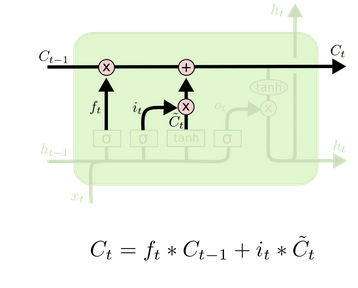 h_t
C_{t-1} × + C_t
f_t i_t × C̃_t o_t × tanh
σ σ tanh σ
h_{t-1} h_t
x_t
C_t = f_t * C_{t-1} + i_t * C̃_t